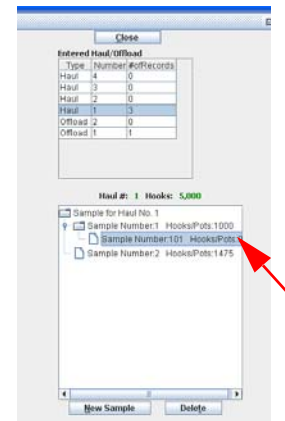 Close
Entered Haul/Offload
Type Number #ofRecords
Haul 4 0
Haul 3 0
Haul 2 0
Haul 1 3
Offload 2 0
Offload 1 1
Haul #: 1 Hooks: 5,000
Sample for Haul No. 1
Sample Number:1 Hooks/Pots:1000
Sample Number:101 Hooks/Pots:
Sample Number:2 Hooks/Pots:1475
New Sample Delete